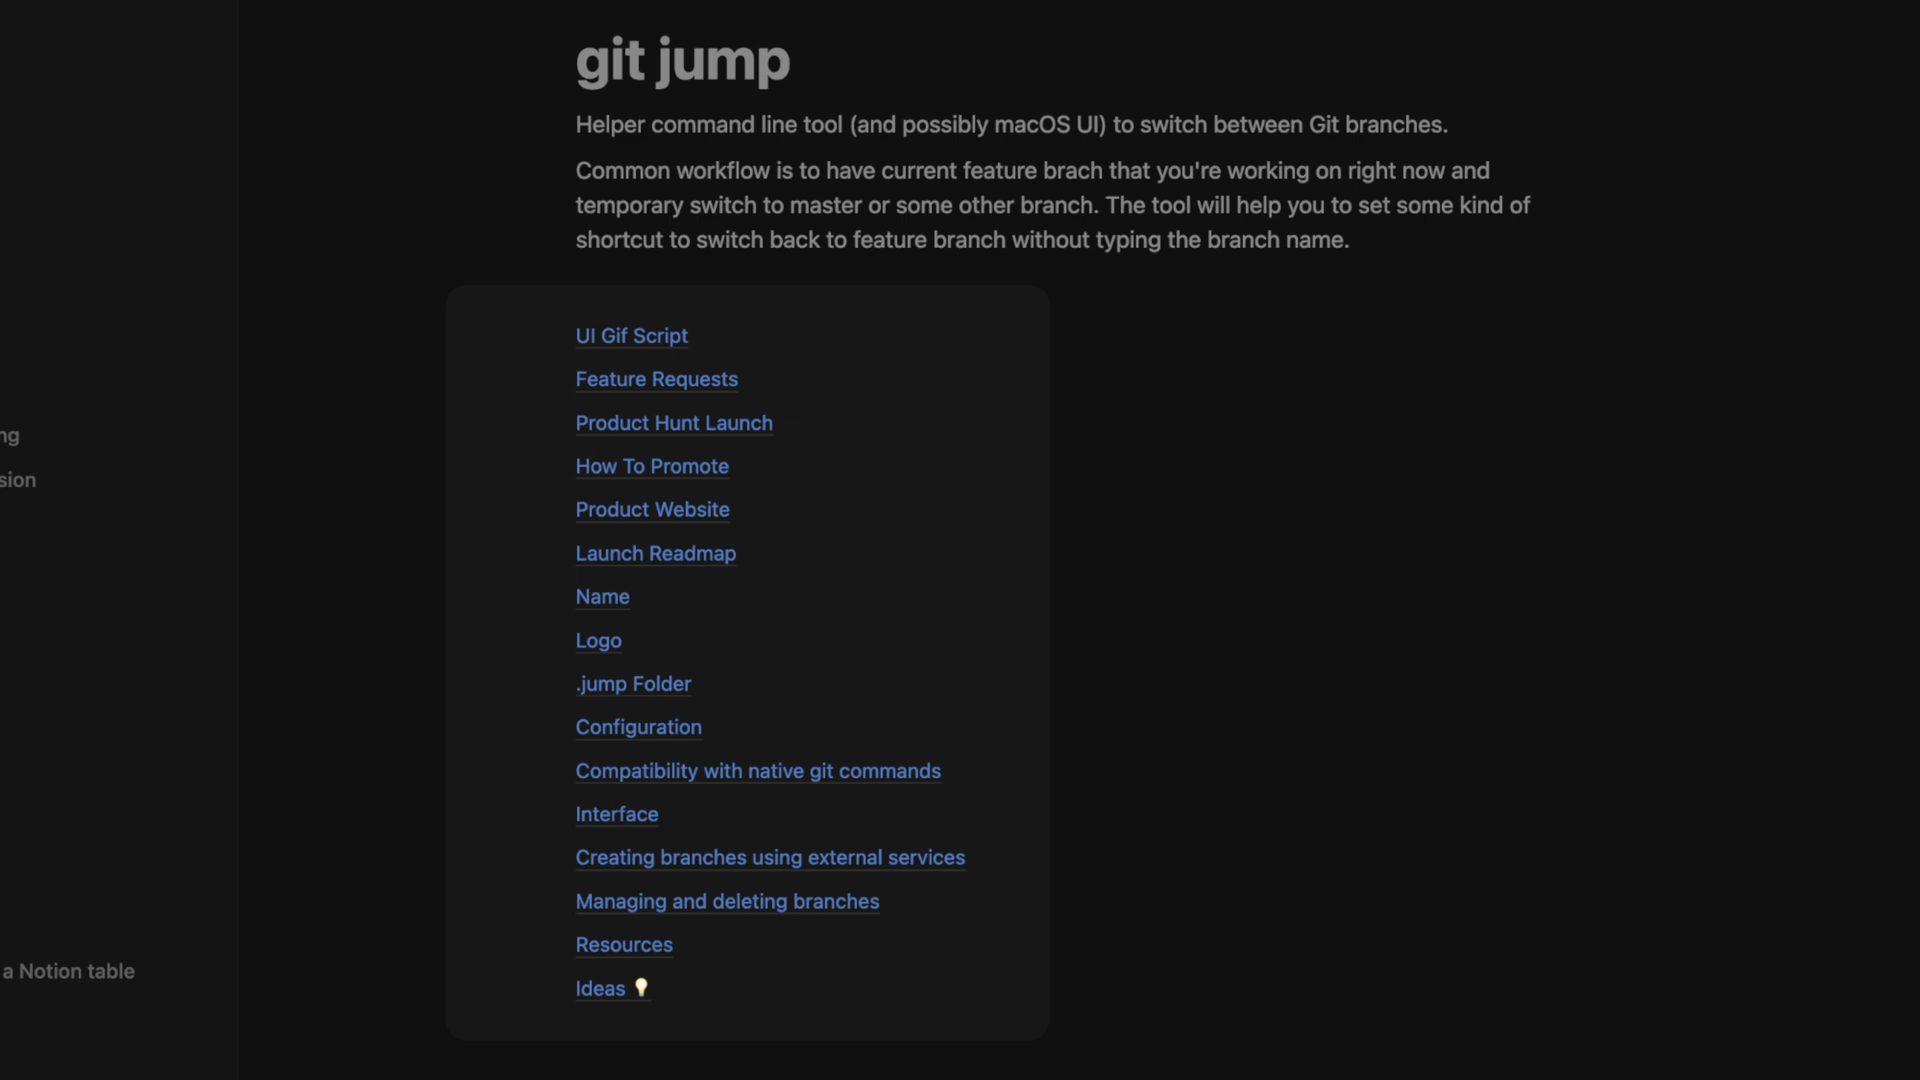 git jump
Helper command line tool (and possibly macOS UI) to switch between Git branches.
Common workflow is to have current feature brach that you're working on right now and
temporary switch to master or some other branch. The tool will help you to set some kind of
shortcut to switch back to feature branch without typing the branch name.
UI Gif Script
Feature Requests
Product Hunt Launch
How To Promote
Product Website
Launch Readmap
Name
Logo
.jump Folder
Configuration
Compatibility with native git commands
Interface
Creating branches using external services
Managing and deleting branches
Resources
Ideas 💡
ng
sion
a Notion table